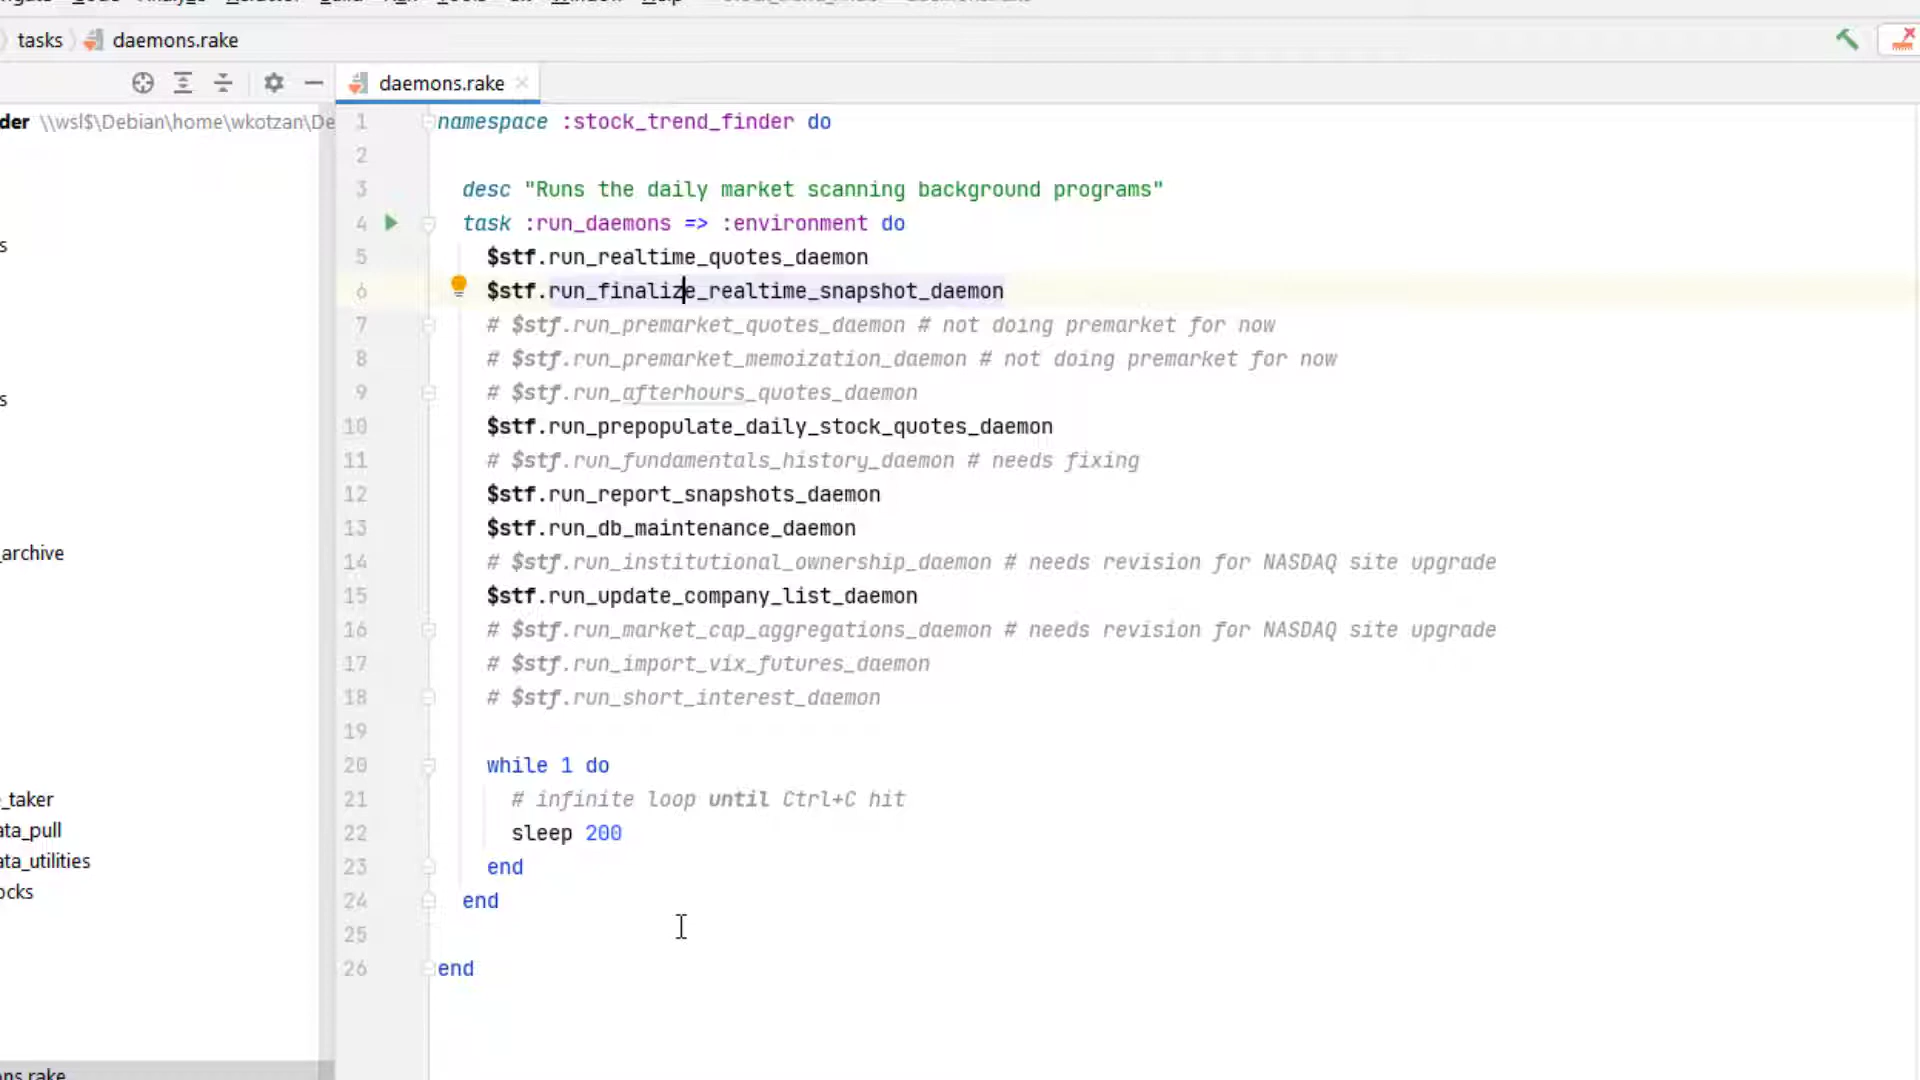 tasks daemons.rake
daemons.rake
der \\wsl$\Debian\home\wkotzan\De
s
s
_archive
_taker
ata_pull
ata_utilities
ocks
ns.rake
1 namespace :stock_trend_finder do
2
3 desc "Runs the daily market scanning background programs"
4 task :run_daemons => :environment do
5 $stf.run_realtime_quotes_daemon
6 $stf.run_finalize_realtime_snapshot_daemon
7 # $stf.run_premarket_quotes_daemon # not doing premarket for now
8 # $stf.run_premarket_memoization_daemon # not doing premarket for now
9 # $stf.run_afterhours_quotes_daemon
10 $stf.run_prepopulate_daily_stock_quotes_daemon
11 # $stf.run_fundamentals_history_daemon # needs fixing
12 $stf.run_report_snapshots_daemon
13 $stf.run_db_maintenance_daemon
14 # $stf.run_institutional_ownership_daemon # needs revision for NASDAQ site upgrade
15 $stf.run_update_company_list_daemon
16 # $stf.run_market_cap_aggregations_daemon # needs revision for NASDAQ site upgrade
17 # $stf.run_import_vix_futures_daemon
18 # $stf.run_short_interest_daemon
19
20 while 1 do
21 # infinite loop until Ctrl+C hit
22 sleep 200
23 end
24 end
25
26 end